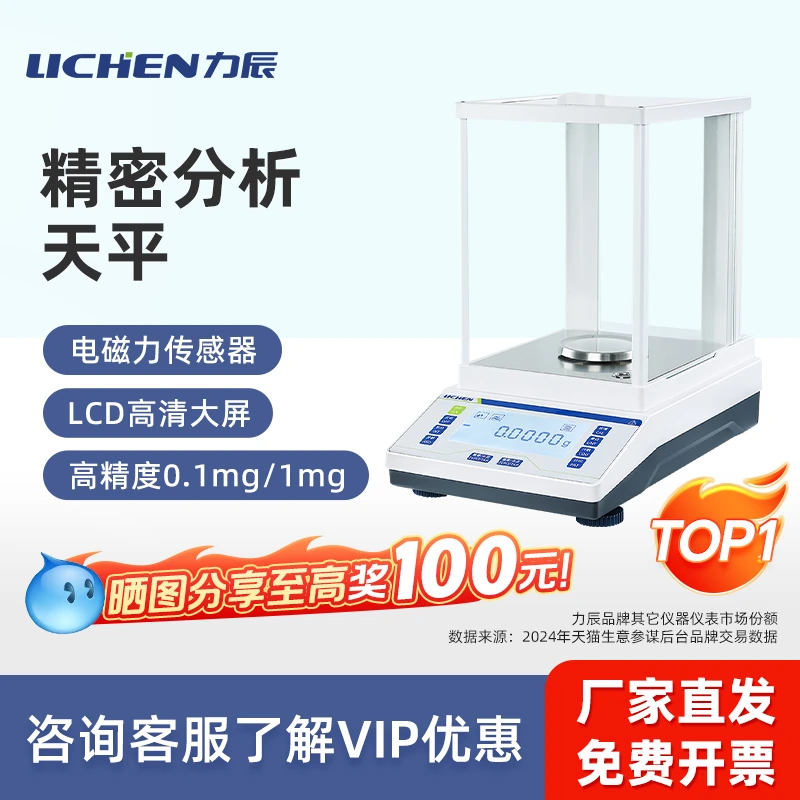 LICHEN力辰
精密分析
天平
电磁力传感器
LCD高清大屏
高精度0.1mg/1mg
LICHEN
0.0000g
TOP1
晒图分享至高奖100元!
力辰品牌其它仪器仪表市场份额
数据来源：2024年天猫生意参谋后台品牌交易数据
咨询客服了解VIP优惠
厂家直发
免费开票